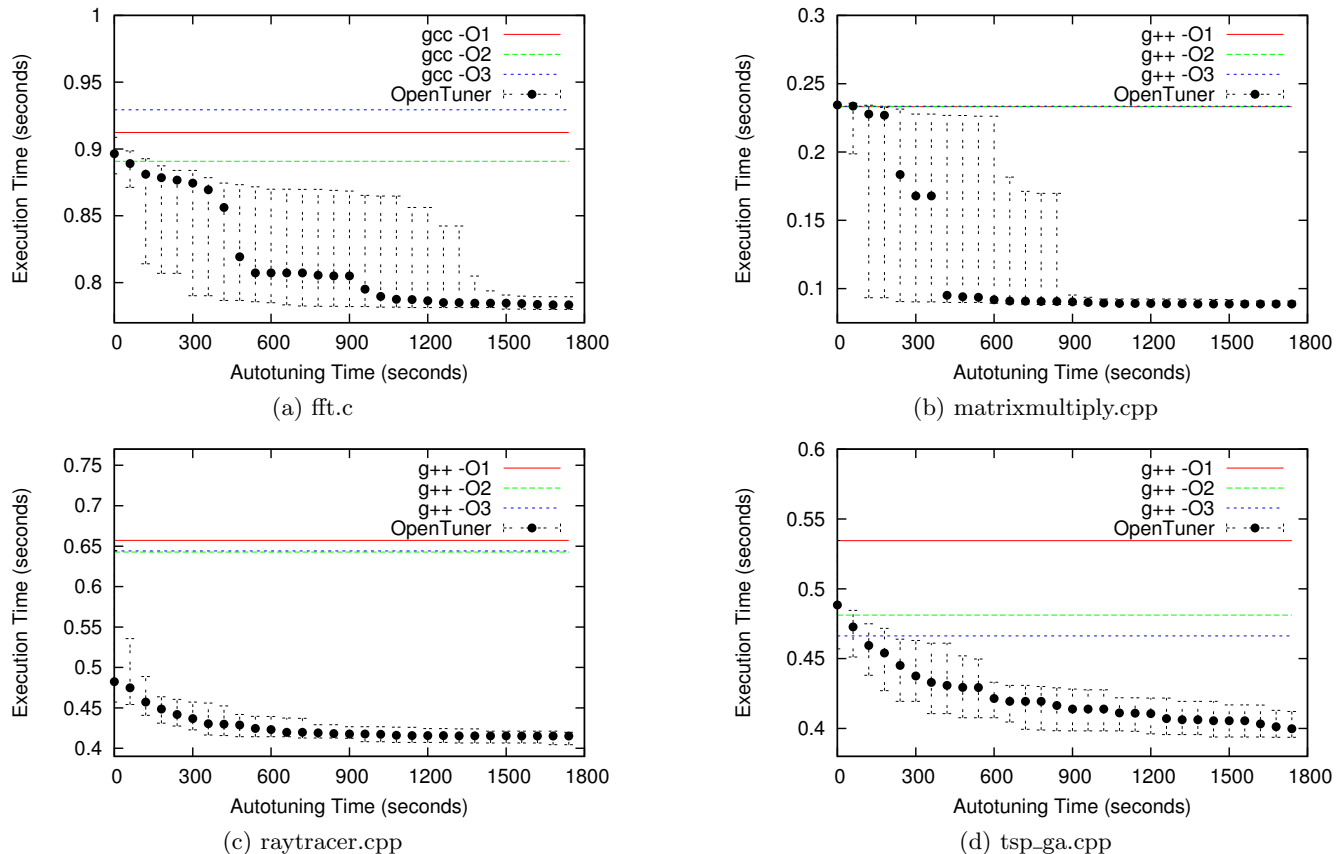 1
0.95
0.9
0.85
0.8
Execution Time (seconds)
gcc -O1
gcc -O2
gcc -O3
OpenTuner
0 300 600 900 1200 1500 1800
Autotuning Time (seconds)
(a) fft.c
0.3
0.25
0.2
0.15
0.1
Execution Time (seconds)
g++ -O1
g++ -O2
g++ -O3
OpenTuner
0 300 600 900 1200 1500 1800
Autotuning Time (seconds)
(b) matrixmultiply.cpp
0.75
0.7
0.65
0.6
0.55
0.5
0.45
0.4
Execution Time (seconds)
g++ -O1
g++ -O2
g++ -O3
OpenTuner
0 300 600 900 1200 1500 1800
Autotuning Time (seconds)
(c) raytracer.cpp
0.6
0.55
0.5
0.45
0.4
Execution Time (seconds)
g++ -O1
g++ -O2
g++ -O3
OpenTuner
0 300 600 900 1200 1500 1800
Autotuning Time (seconds)
(d) tsp_ga.cpp